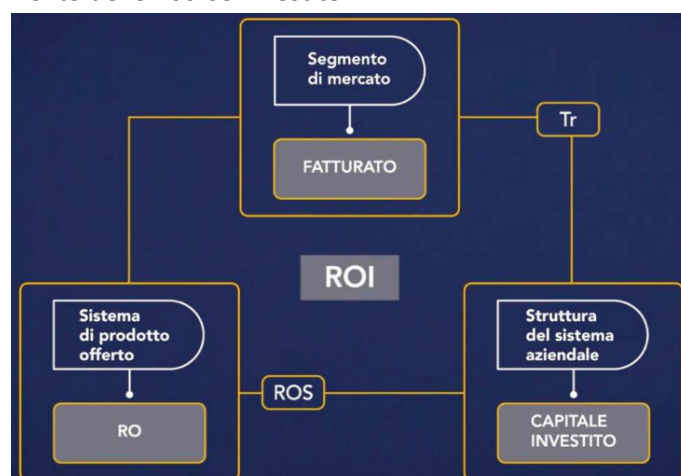 Segmento
di mercato
FATTURATO
Tr
ROI
Sistema
di prodotto
offerto
RO
ROS
Struttura
del sistema
aziendale
CAPITALE
INVESTITO